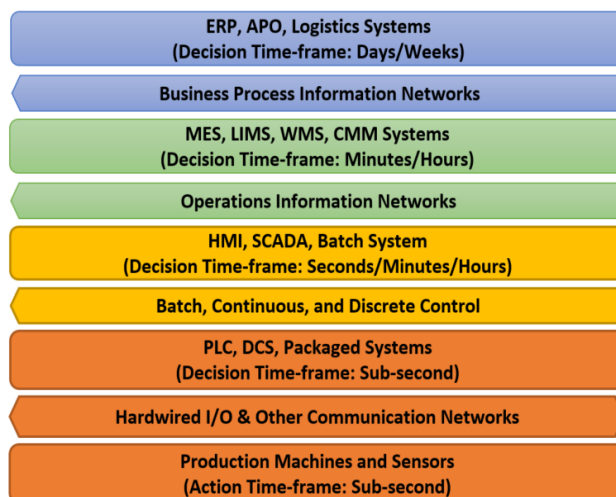 ERP, APO, Logistics Systems
(Decision Time-frame: Days/Weeks)
Business Process Information Networks
MES, LIMS, WMS, CMM Systems
(Decision Time-frame: Minutes/Hours)
Operations Information Networks
HMI, SCADA, Batch System
(Decision Time-frame: Seconds/Minutes/Hours)
Batch, Continuous, and Discrete Control
PLC, DCS, Packaged Systems
(Decision Time-frame: Sub-second)
Hardwired I/O & Other Communication Networks
Production Machines and Sensors
(Action Time-frame: Sub-second)